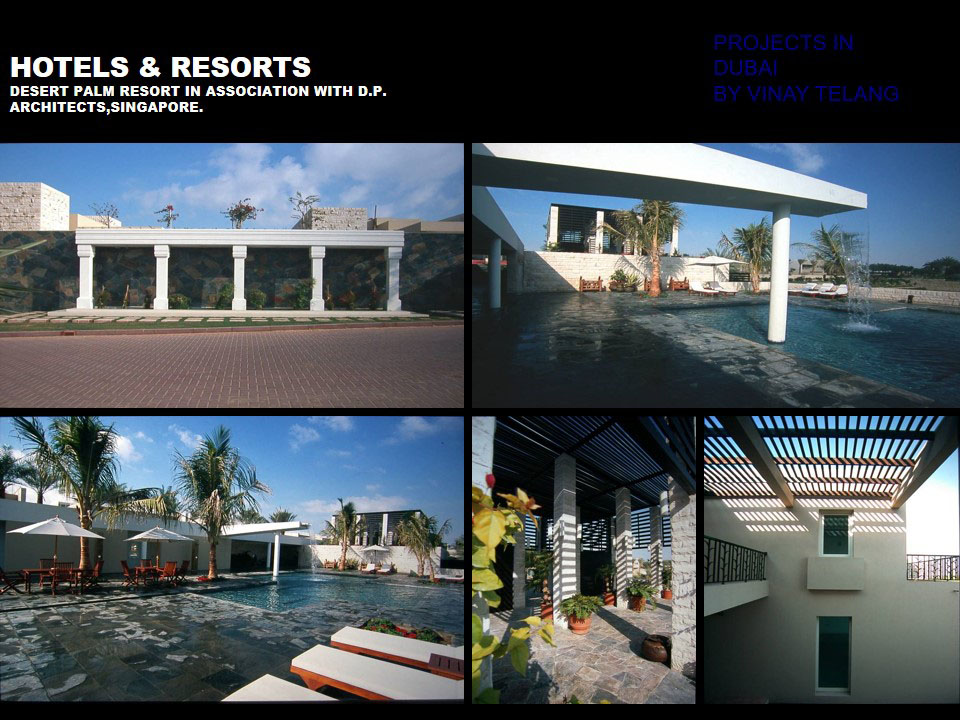 HOTELS & RESORTS
DESERT PALM RESORT IN ASSOCIATION WITH D.P.
ARCHITECTS,SINGAPORE.
PROJECTS IN
DUBAI
BY VINAY TELANG